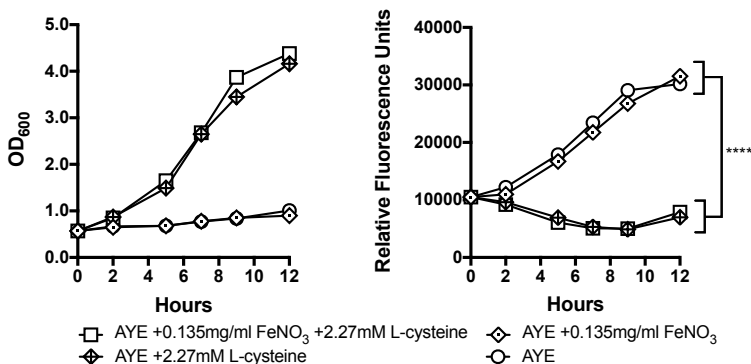 5.0
4.0
3.0
2.0
1.0
0.0
OD600
0 2 4 6 8 10 12
Hours
40000
30000
20000
10000
0
Relative Fluorescence Units
0 2 4 6 8 10 12
Hours
****
AYE +0.135mg/ml FeNO3 +2.27mM L-cysteine
AYE +0.135mg/ml FeNO3
AYE +2.27mM L-cysteine
AYE